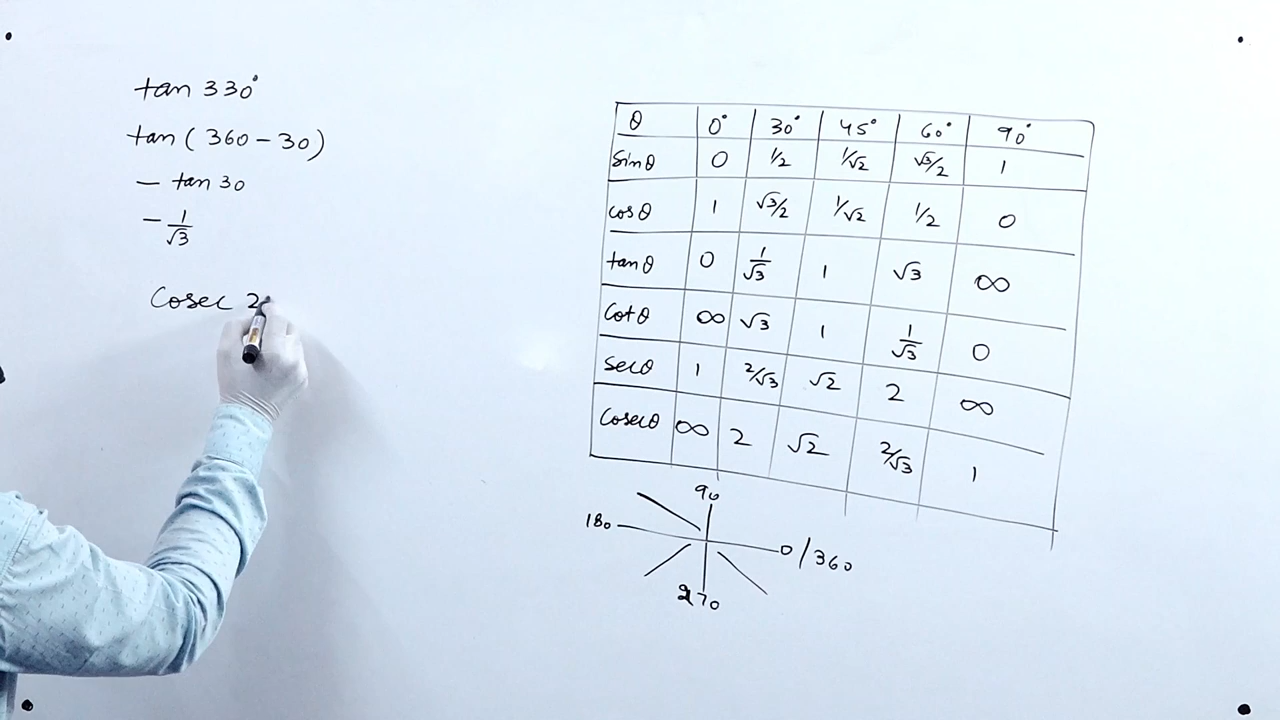 tan 330°
tan (360 – 30)
– tan 30
– 1/√3
Cosec 2
θ 0° 30° 45° 60° 90°
Sinθ 0 1/2 1/√2 √3/2 1
cosθ 1 √3/2 1/√2 1/2 0
tanθ 0 1/√3 1 √3 ∞
Cotθ ∞ √3 1 1/√3 0
Secθ 1 2/√3 √2 2 ∞
Cosecθ ∞ 2 √2 2/√3 1
90
180
0/360
270